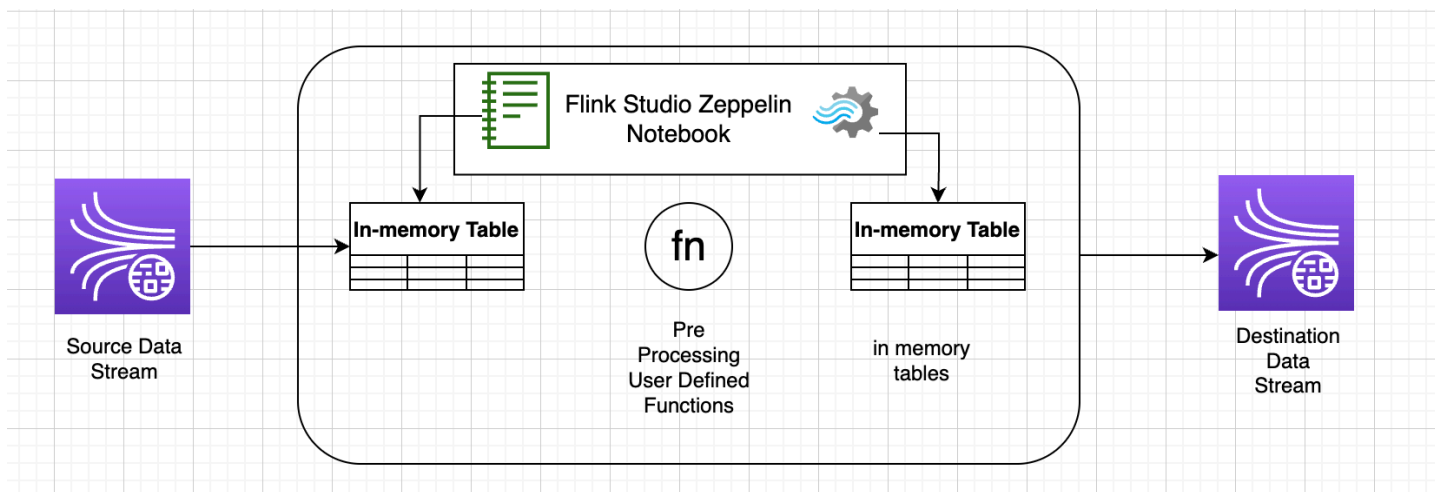 Flink Studio Zeppelin
Notebook
In-memory Table
fn
In-memory Table
Source Data
Stream
Pre
Processing
User Defined
Functions
in memory
tables
Destination
Data
Stream